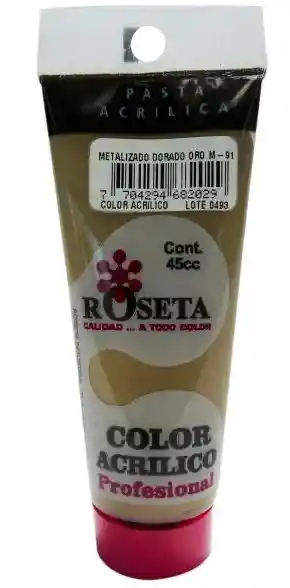 PASTA
ACRILICA
METALIZADO DORADO ORO M-91
7 704294 682029
COLOR ACRILICO LOTE 0493
Cont.
45cc
ROSETA
CALIDAD ... A TODO COLOR
COLOR
ACRILICO
Profesional